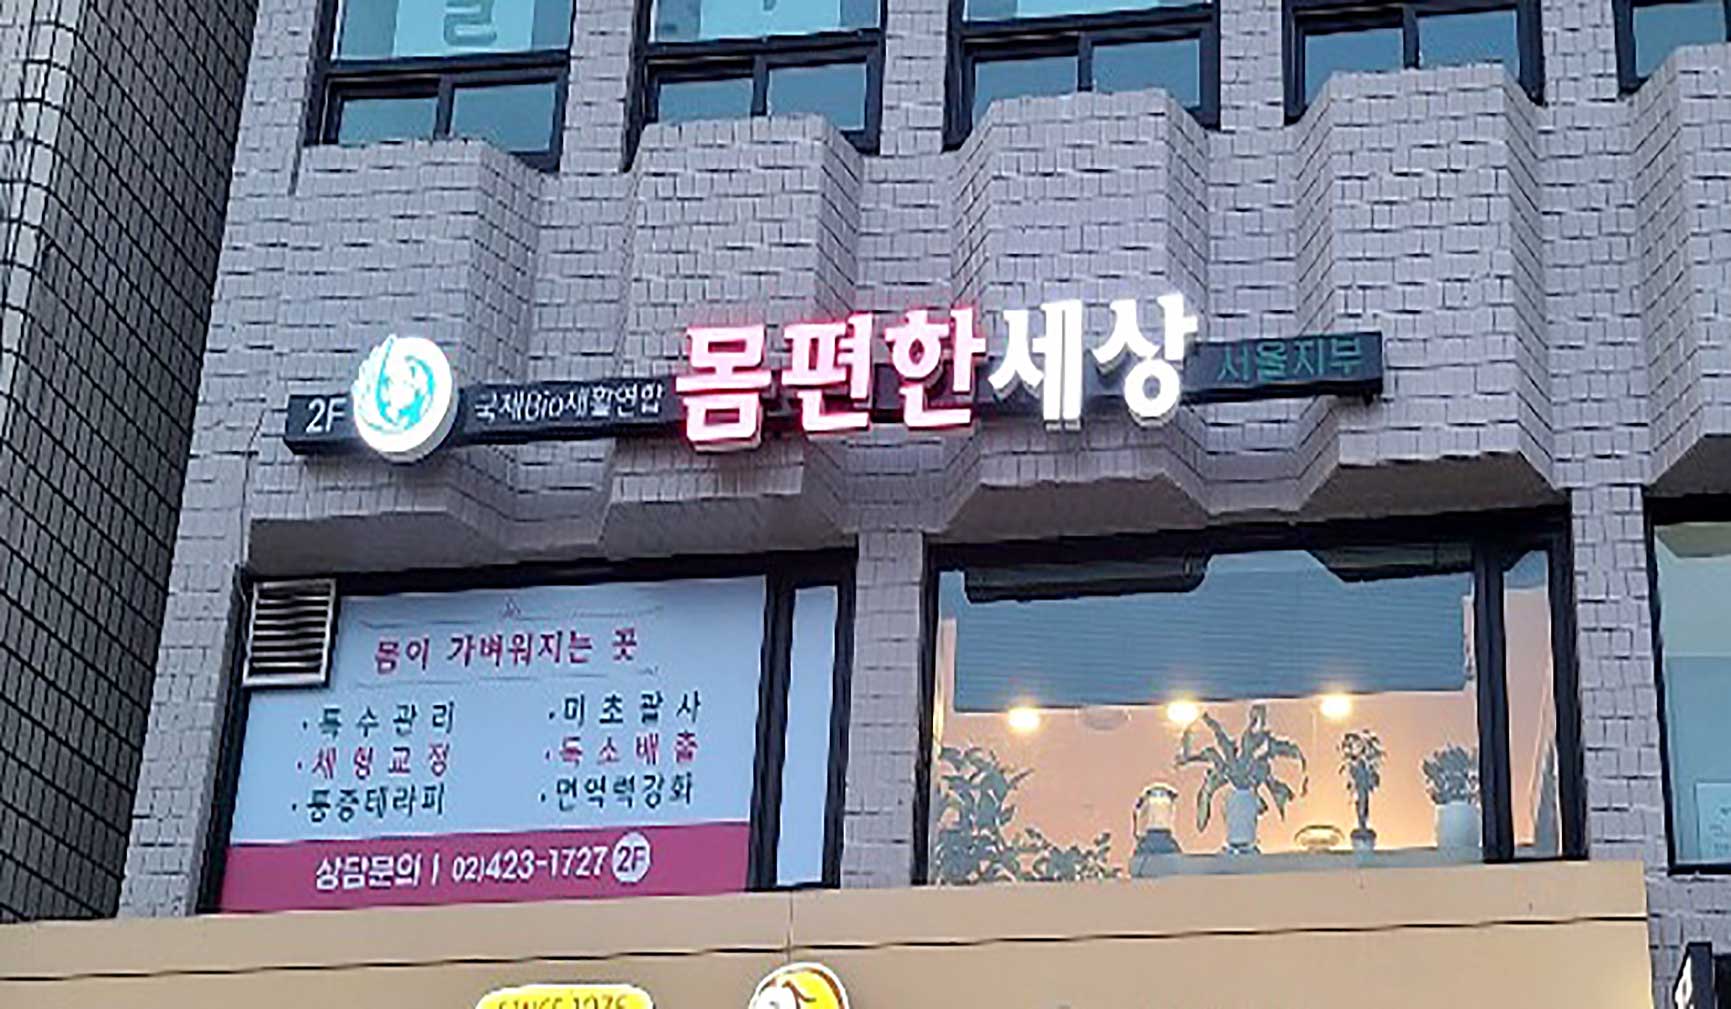 2F 국제Bio재활연합 몸편한세상 서울지부
몸이 가벼워지는 곳
· 특수관리
· 미초괄사
· 체형교정
· 독소배출
· 통증테라피
· 면역력강화
상담문의 | 02)423-1727 2F
SINCE 1976